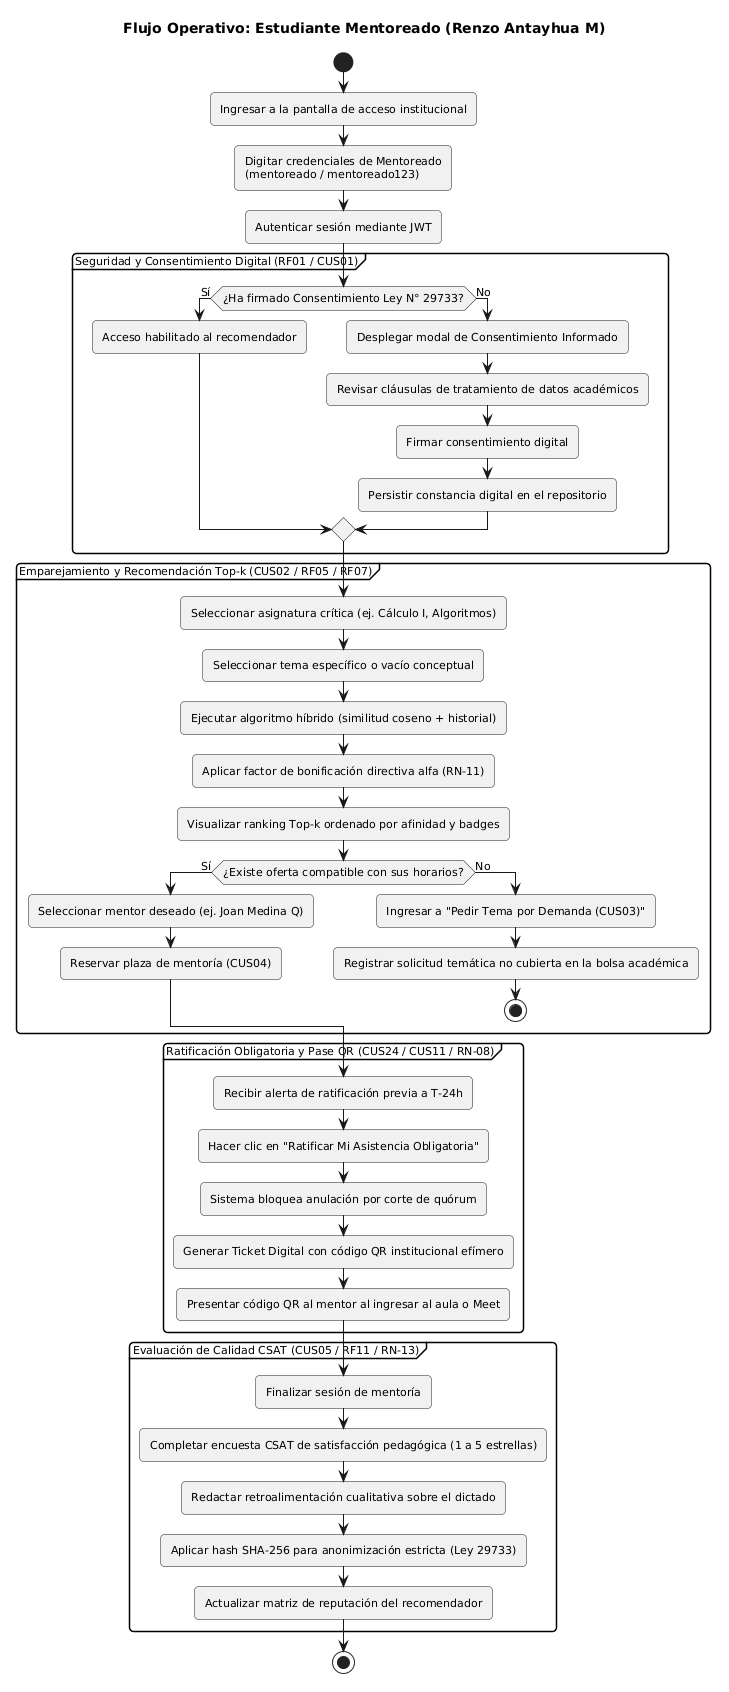 Flujo Operativo: Estudiante Mentoreado (Renzo Antayhua M)
Ingresar a la pantalla de acceso institucional
Digitar credenciales de Mentoreado
(mentoreado / mentoreado123)
Autenticar sesión mediante JWT
Seguridad y Consentimiento Digital (RF01 / CUS01)
Sí
¿Ha firmado Consentimiento Ley N° 29733?
No
Acceso habilitado al recomendador
Desplegar modal de Consentimiento Informado
Revisar cláusulas de tratamiento de datos académicos
Firmar consentimiento digital
Persistir constancia digital en el repositorio
Emparejamiento y Recomendación Top-k (CUS02 / RF05 / RF07)
Seleccionar asignatura crítica (ej. Cálculo I, Algoritmos)
Seleccionar tema específico o vacío conceptual
Ejecutar algoritmo híbrido (similitud coseno + historial)
Aplicar factor de bonificación directiva alfa (RN-11)
Visualizar ranking Top-k ordenado por afinidad y badges
Sí
¿Existe oferta compatible con sus horarios?
No
Seleccionar mentor deseado (ej. Joan Medina Q)
Ingresar a "Pedir Tema por Demanda (CUS03)"
Reservar plaza de mentoría (CUS04)
Registrar solicitud temática no cubierta en la bolsa académica
Ratificación Obligatoria y Pase QR (CUS24 / CUS11 / RN-08)
Recibir alerta de ratificación previa a T-24h
Hacer clic en "Ratificar Mi Asistencia Obligatoria"
Sistema bloquea anulación por corte de quórum
Generar Ticket Digital con código QR institucional efímero
Presentar código QR al mentor al ingresar al aula o Meet
Evaluación de Calidad CSAT (CUS05 / RF11 / RN-13)
Finalizar sesión de mentoría
Completar encuesta CSAT de satisfacción pedagógica (1 a 5 estrellas)
Redactar retroalimentación cualitativa sobre el dictado
Aplicar hash SHA-256 para anonimización estricta (Ley 29733)
Actualizar matriz de reputación del recomendador